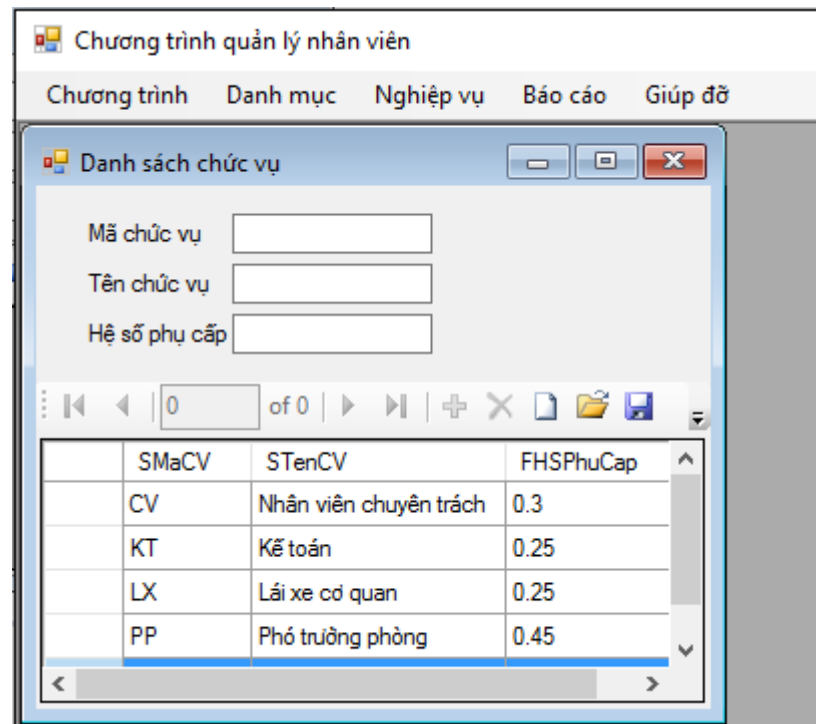 Chương trình quản lý nhân viên
Chương trình Danh mục Nghiệp vụ Báo cáo Giúp đỡ
Danh sách chức vụ
Mã chức vụ
Tên chức vụ
Hệ số phụ cấp
0 of 0
SMaCV STenCV FHSPhuCap
CV Nhân viên chuyên trách 0.3
KT Kế toán 0.25
LX Lái xe cơ quan 0.25
PP Phó trưởng phòng 0.45